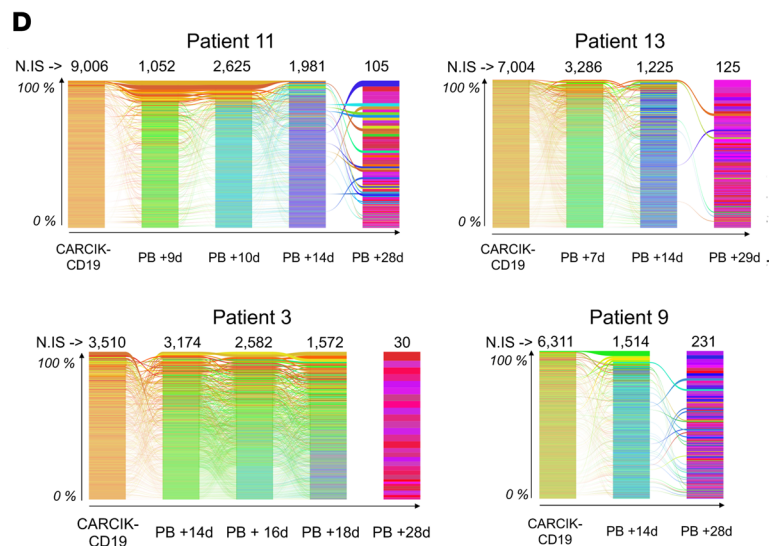 D
Patient 11
N.IS -> 9,006 1,052 2,625 1,981 105
100 %
0 %
CARCIK-
CD19 PB +9d PB +10d PB +14d PB +28d
Patient 13
N.IS -> 7,004 3,286 1,225 125
100 %
0 %
CARCIK-
CD19 PB +7d PB +14d PB +29d
Patient 3
N.IS -> 3,510 3,174 2,582 1,572 30
100 %
0 %
CARCIK-
CD19 PB +14d PB + 16d PB +18d PB +28d
Patient 9
N.IS -> 6,311 1,514 231
100 %
0 %
CARCIK-
CD19 PB +14d PB +28d